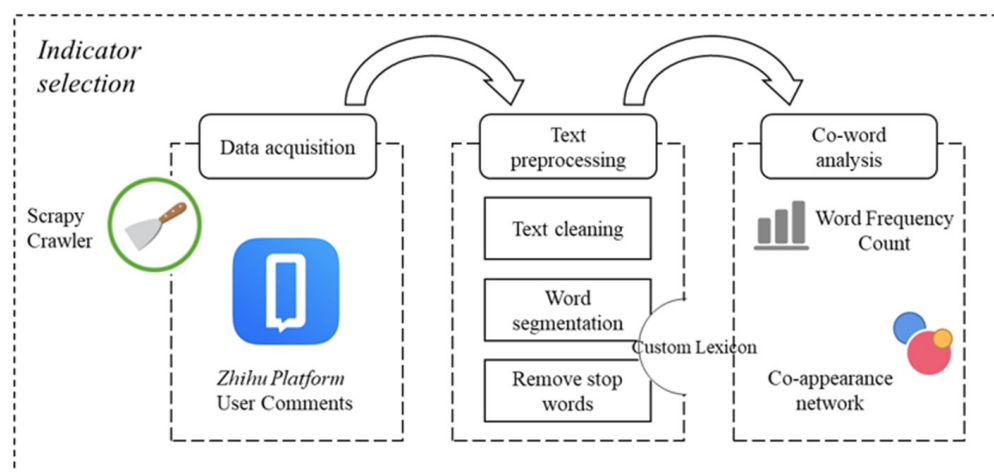 Indicator
selection
Data acquisition
Scrapy
Crawler
Zhihu Platform
User Comments
Text
preprocessing
Text cleaning
Word
segmentation
Custom Lexicon
Remove stop
words
Co-word
analysis
Word Frequency
Count
Co-appearance
network